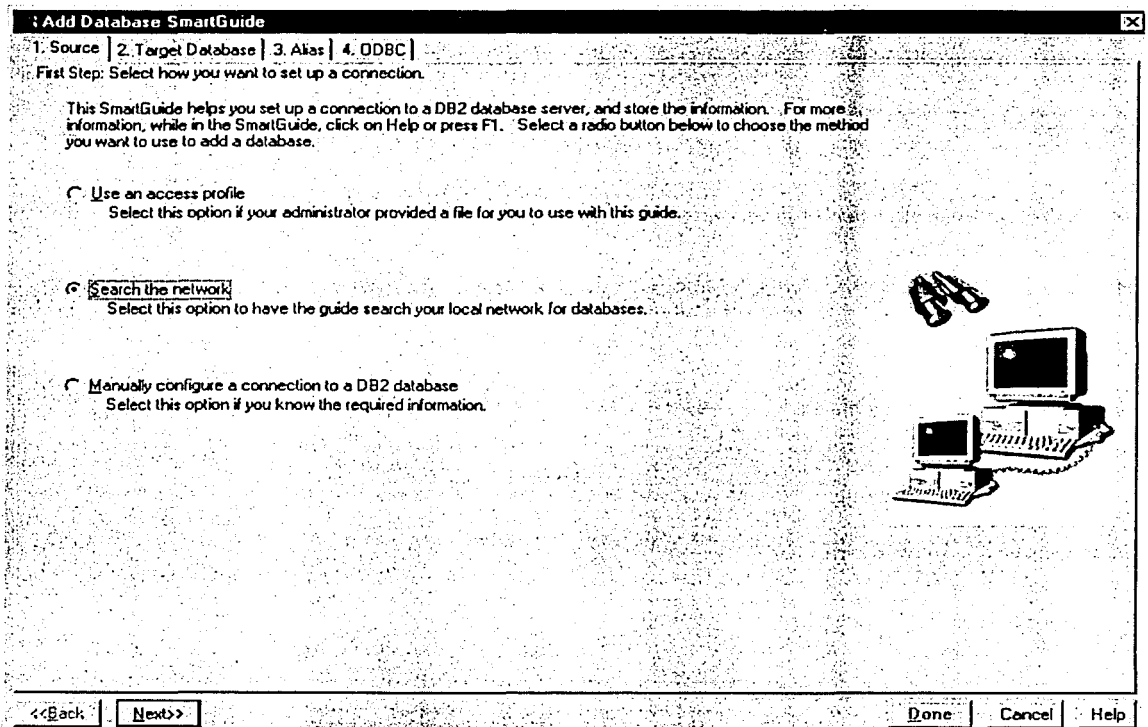 Add Database SmartGuide
1. Source 2. Target Database 3. Alias 4. ODBC
First Step: Select how you want to set up a connection.
This SmartGuide helps you set up a connection to a DB2 database server, and store the information. For more
information, while in the SmartGuide, click on Help or press F1. Select a radio button below to choose the method
you want to use to add a database.
Use an access profile
Select this option if your administrator provided a file for you to use with this guide.
Search the network
Select this option to have the guide search your local network for databases.
Manually configure a connection to a DB2 database
Select this option if you know the required information.
<<Back Next>> Done Cancel Help